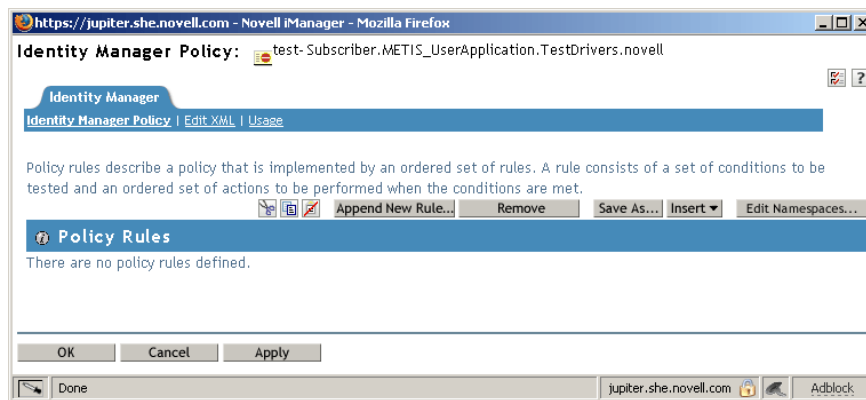 https://jupiter.she.novell.com - Novell iManager - Mozilla Firefox
Identity Manager Policy: test-Subscriber.METIS_UserApplication.TestDrivers.novell
?
Identity Manager
Identity Manager Policy | Edit XML | Usage
Policy rules describe a policy that is implemented by an ordered set of rules. A rule consists of a set of conditions to be
tested and an ordered set of actions to be performed when the conditions are met.
Append New Rule... Remove Save As... Insert Edit Namespaces...
Policy Rules
There are no policy rules defined.
OK Cancel Apply
Done jupiter.she.novell.com Adblock